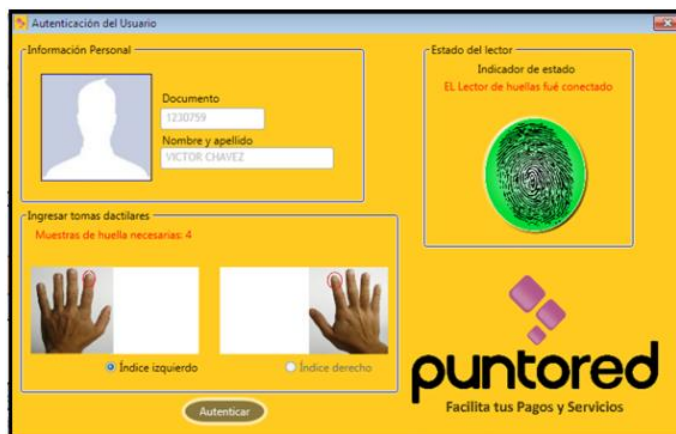 Autenticación del Usuario
Información Personal
Documento
1230759
Nombre y apellido
VICTOR CHAVEZ
Estado del lector
Indicador de estado
EL Lector de huellas fué conectado
Ingresar tomas dactilares
Muestras de huella necesarias: 4
Índice izquierdo
Índice derecho
Autenticar
puntored
Facilita tus Pagos y Servicios